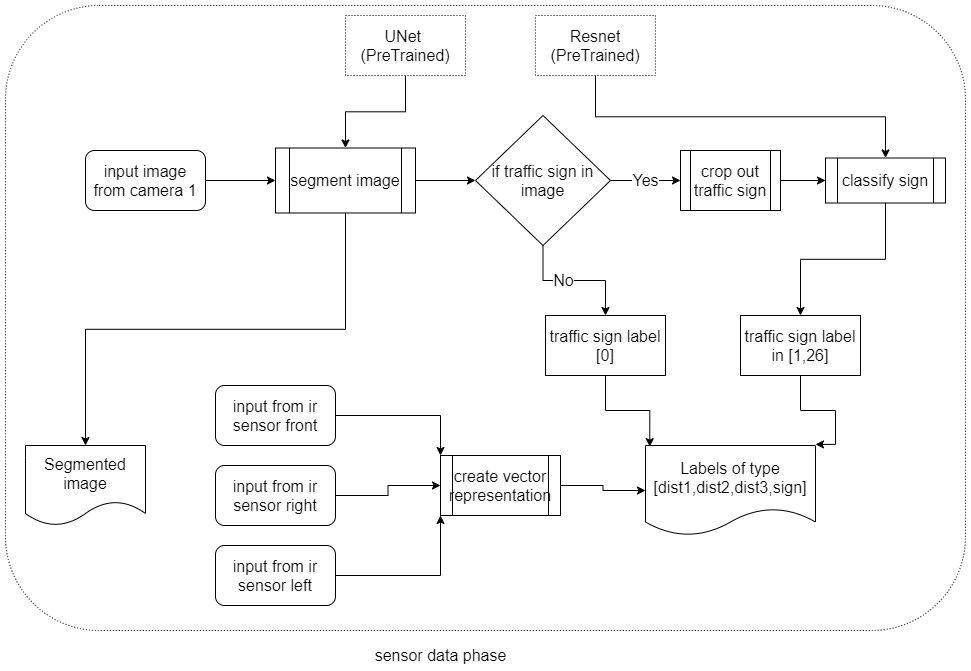 UNet
(PreTrained)
Resnet
(PreTrained)
input image
from camera 1
segment image
if traffic sign in
image
Yes
crop out
traffic sign
classify sign
No
traffic sign label
[0]
traffic sign label
in [1,26]
input from ir
sensor front
Segmented
image
input from ir
sensor right
create vector
representation
Labels of type
[dist1,dist2,dist3,sign]
input from ir
sensor left
sensor data phase